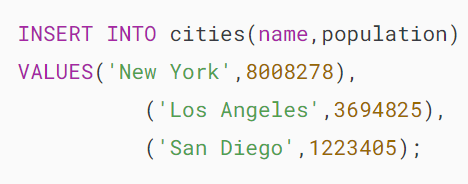 INSERT INTO cities(name,population)
VALUES('New York',8008278),
('Los Angeles',3694825),
('San Diego',1223405);